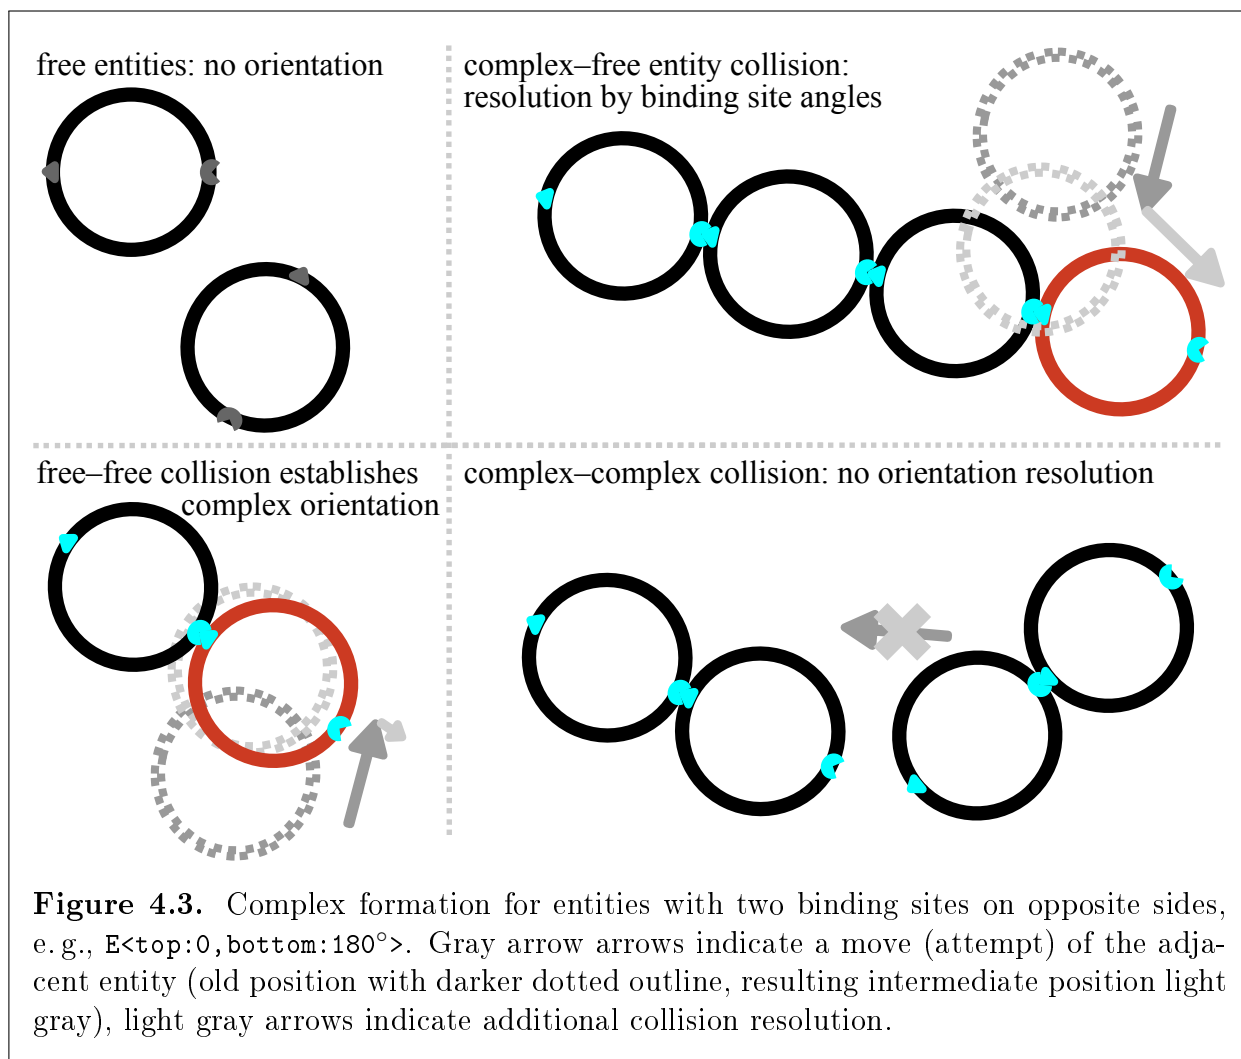 free entities: no orientation
complex–free entity collision:
resolution by binding site angles
free–free collision establishes
complex orientation
complex–complex collision: no orientation resolution
Figure 4.3. Complex formation for entities with two binding sites on opposite sides,
e. g., E<top:0,bottom:180°>. Gray arrow arrows indicate a move (attempt) of the adja-
cent entity (old position with darker dotted outline, resulting intermediate position light
gray), light gray arrows indicate additional collision resolution.